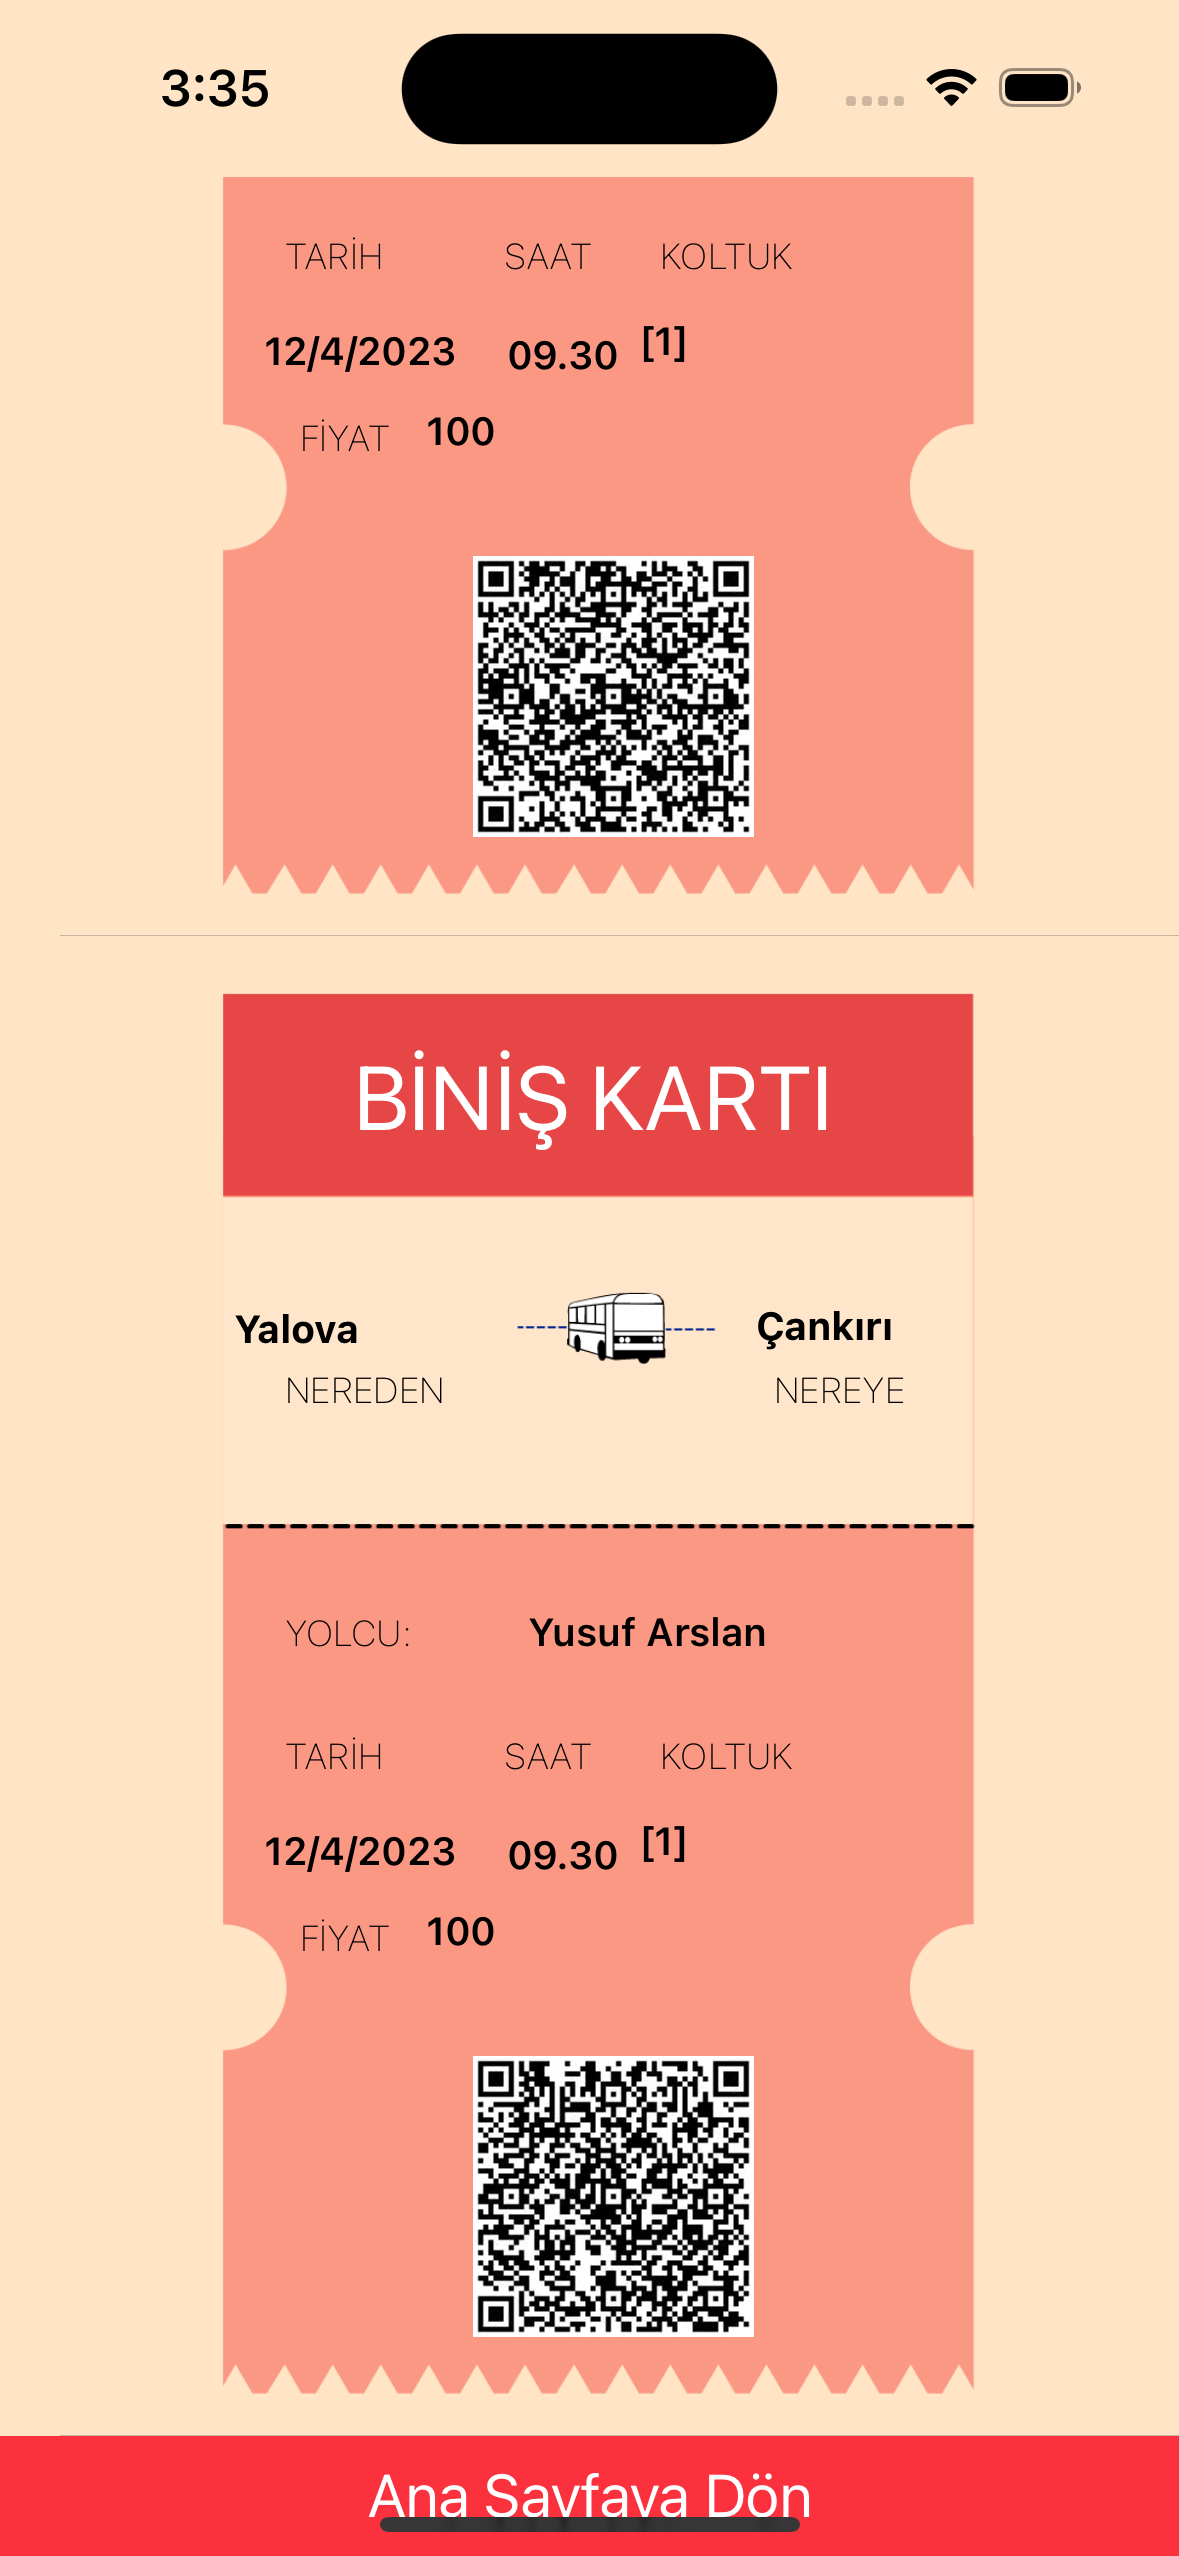 3:35
TARİH SAAT KOLTUK
12/4/2023 09.30 [1]
FİYAT 100
BİNİŞ KARTI
Yalova Çankırı
NEREDEN NEREYE
YOLCU: Yusuf Arslan
TARİH SAAT KOLTUK
12/4/2023 09.30 [1]
FİYAT 100
Ana Sayfaya Dön